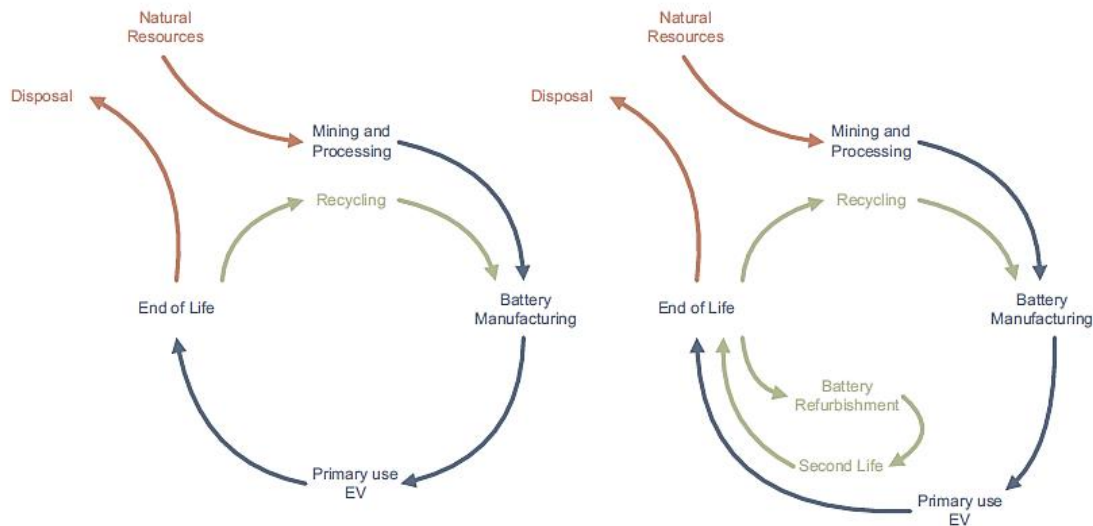 Natural
Resources
Disposal
Mining and
Processing
Recycling
End of Life
Battery
Manufacturing
Primary use
EV
Natural
Resources
Disposal
Mining and
Processing
Recycling
End of Life
Battery
Manufacturing
Battery
Refurbishment
Second Life
Primary use
EV